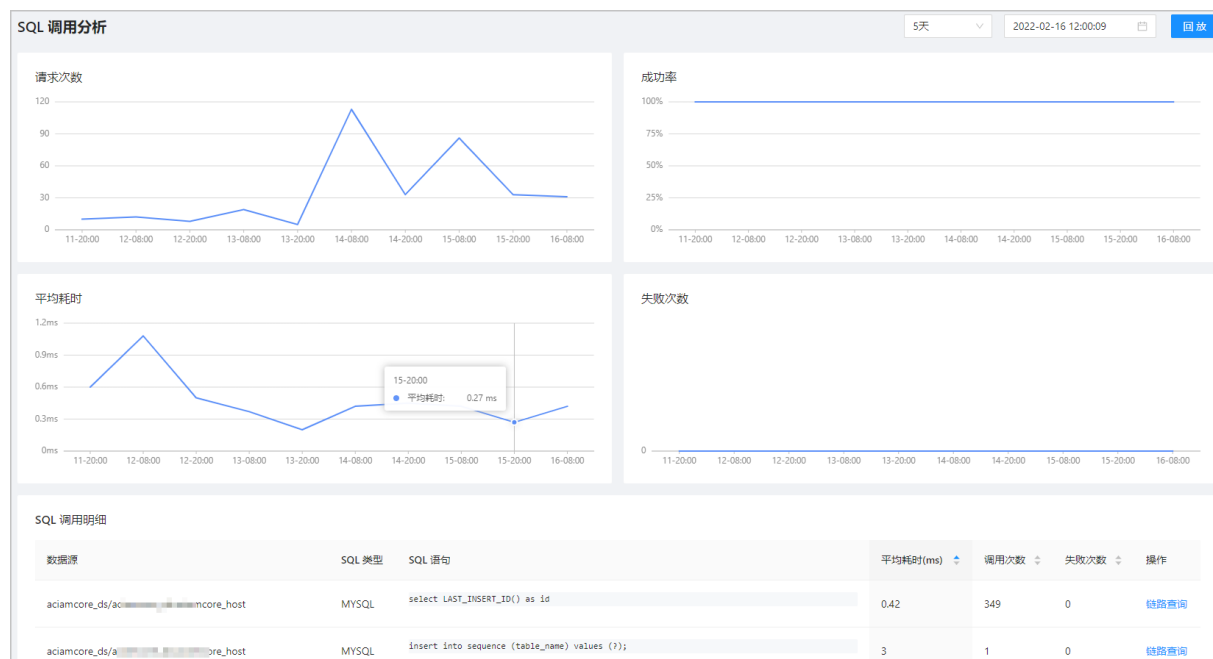 SQL 调用分析
5天
2022-02-16 12:00:09
回放
请求次数
120
90
60
30
0
11-20:00 12-08:00 12-20:00 13-08:00 13-20:00 14-08:00 14-20:00 15-08:00 15-20:00 16-08:00
成功率
100%
75%
50%
25%
0%
11-20:00 12-08:00 12-20:00 13-08:00 13-20:00 14-08:00 14-20:00 15-08:00 15-20:00 16-08:00
平均耗时
1.2ms
0.9ms
0.6ms
0.3ms
0ms
15-20:00
平均耗时: 0.27 ms
11-20:00 12-08:00 12-20:00 13-08:00 13-20:00 14-08:00 14-20:00 15-08:00 15-20:00 16-08:00
失败次数
0
11-20:00 12-08:00 12-20:00 13-08:00 13-20:00 14-08:00 14-20:00 15-08:00 15-20:00 16-08:00
SQL 调用明细
数据源 SQL 类型 SQL 语句 平均耗时(ms) 调用次数 失败次数 操作
aciamcore_ds/ac mcore_host MYSQL select LAST_INSERT_ID() as id 0.42 349 0 链路查询
aciamcore_ds/a ore_host MYSQL insert into sequence (table_name) values (?); 3 1 0 链路查询